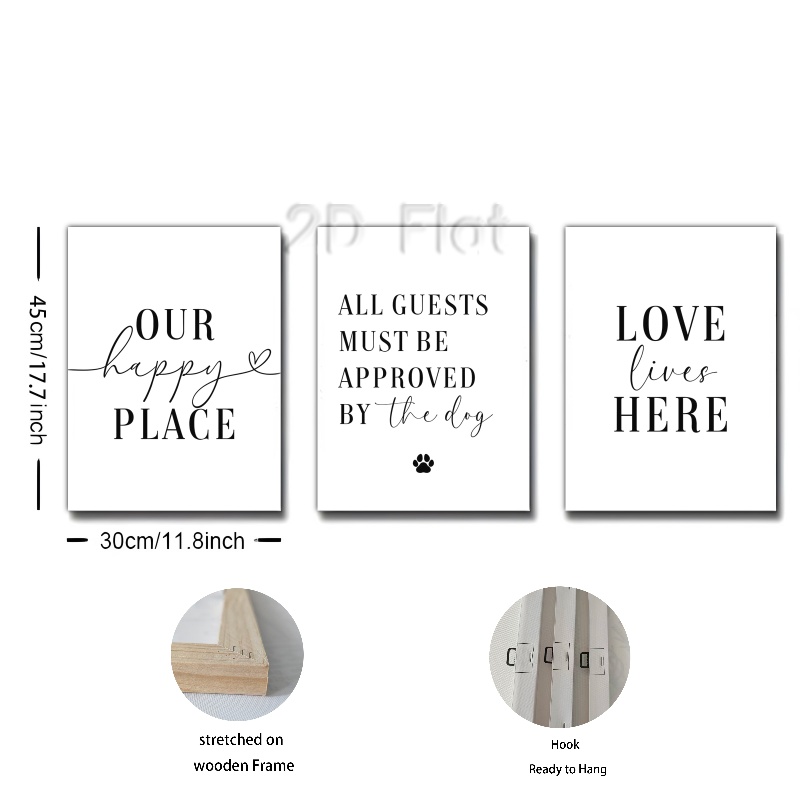 2D Flat
OUR
happy
PLACE
ALL GUESTS
MUST BE
APPROVED
BY the dog
LOVE
lives
HERE
45cm/17.7inch
30cm/11.8inch
stretched on
wooden Frame
Hook
Ready to Hang